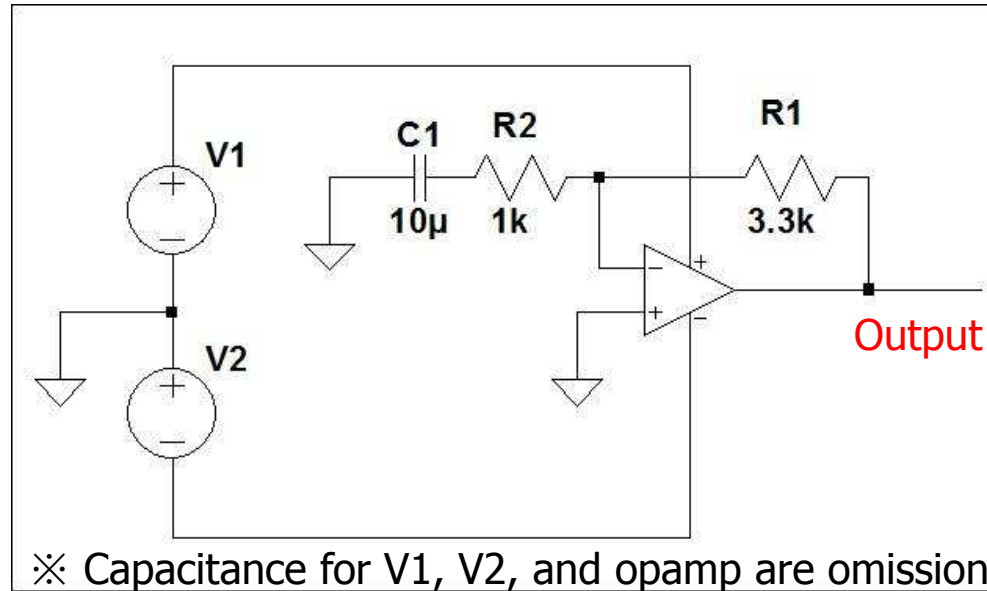 V1
C1
R2
R1
10µ
1k
3.3k
V2
Output
※ Capacitance for V1, V2, and opamp are omission